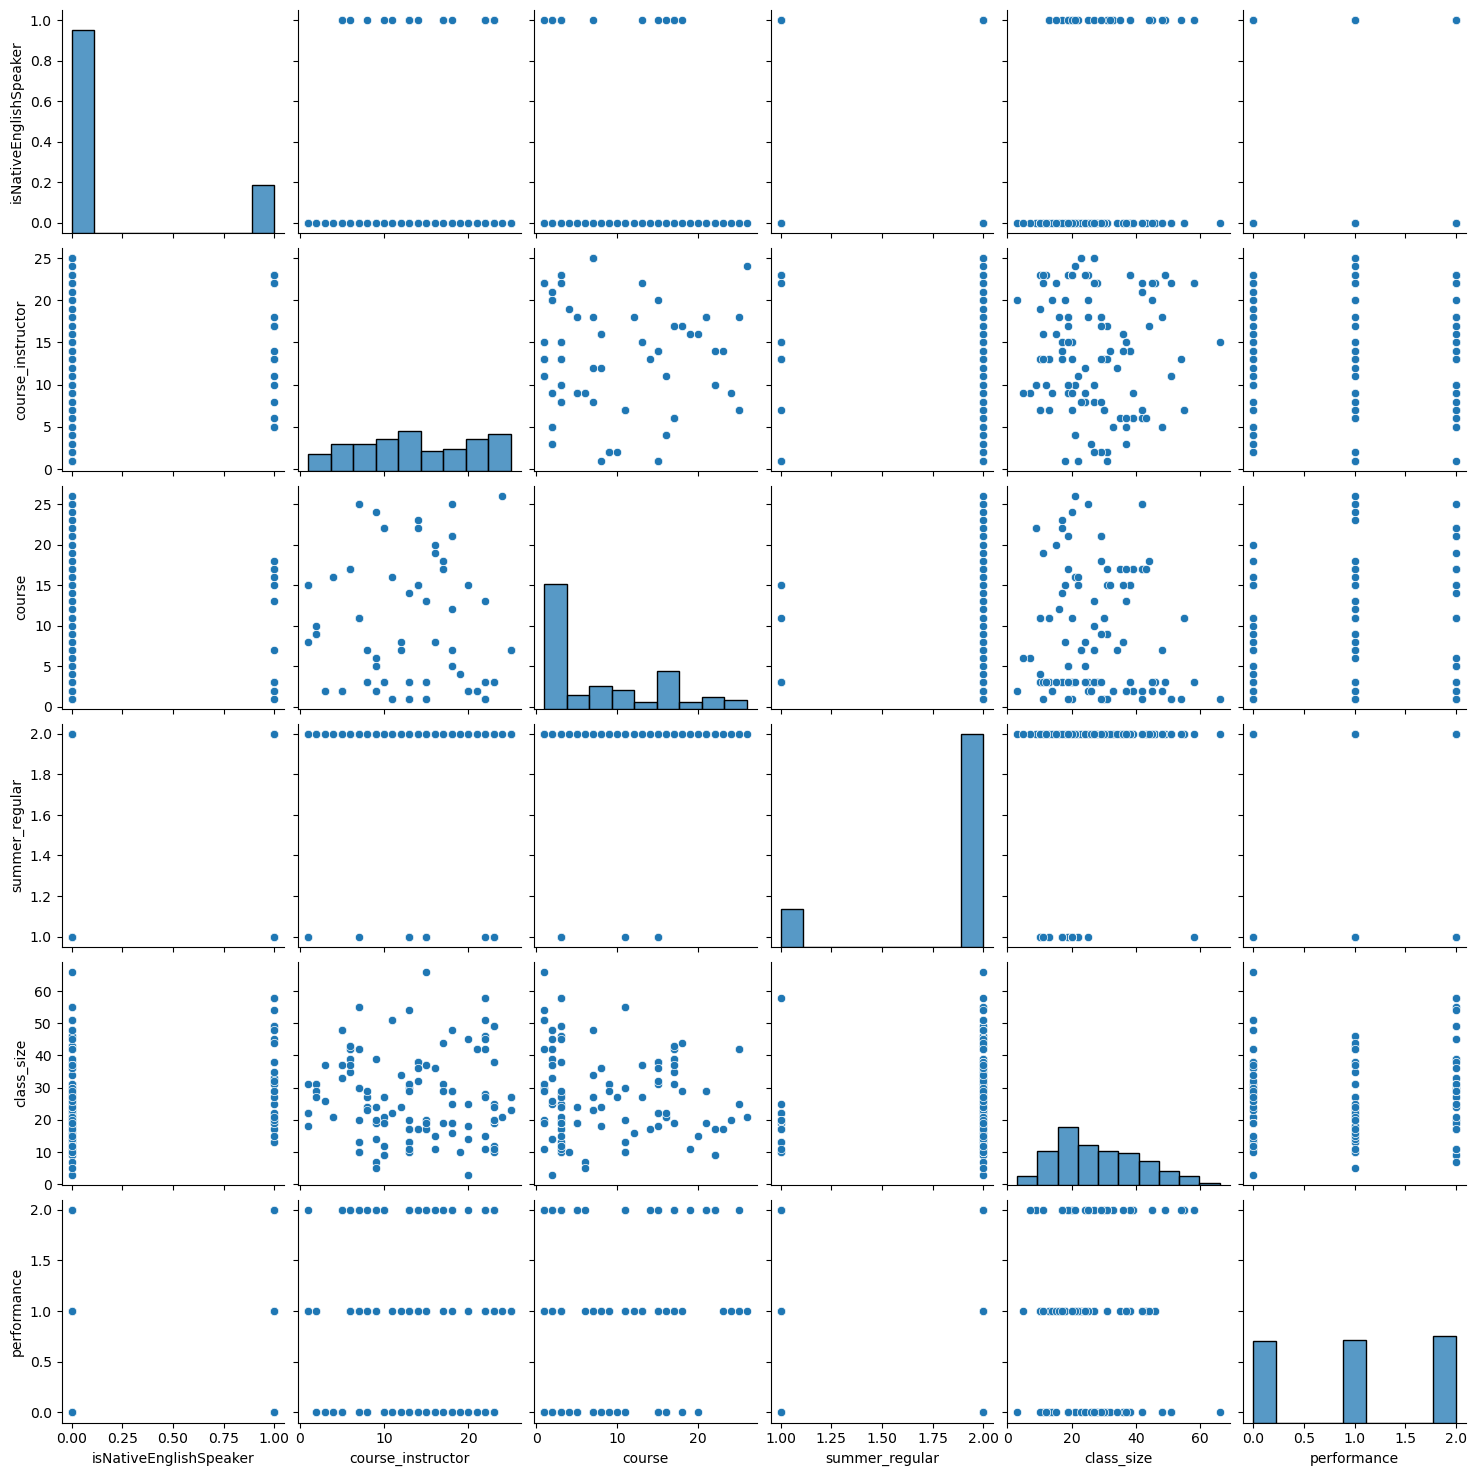 isNativeEnglishSpeaker
1.0
0.8
0.6
0.4
0.2
0.0
course_instructor
25
20
15
10
5
0
course
25
20
15
10
5
0
summer_regular
2.0
1.8
1.6
1.4
1.2
1.0
class_size
60
50
40
30
20
10
0
performance
2.0
1.5
1.0
0.5
0.0
0.00 0.25 0.50 0.75 1.00
0 10 20
0 10 20
1.00 1.25 1.50 1.75 2.00
0 20 40 60
0.0 0.5 1.0 1.5 2.0
isNativeEnglishSpeaker
course_instructor
course
summer_regular
class_size
performance